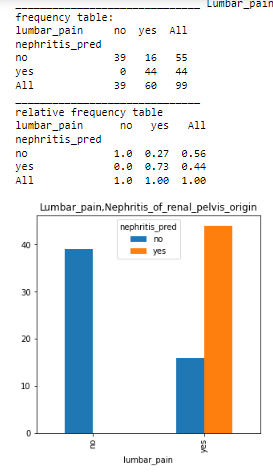 ______________________________ Lumbar_pain
frequency table:
lumbar_pain no yes All
nephritis_pred
no 39 16 55
yes 0 44 44
All 39 60 99
______________________________
relative frequency table
lumbar_pain no yes All
nephritis_pred
no 1.0 0.27 0.56
yes 0.0 0.73 0.44
All 1.0 1.00 1.00
Lumbar_pain,Nephritis_of_renal_pelvis_origin
nephritis_pred
no
yes
40
30
20
10
0
no
yes
lumbar_pain